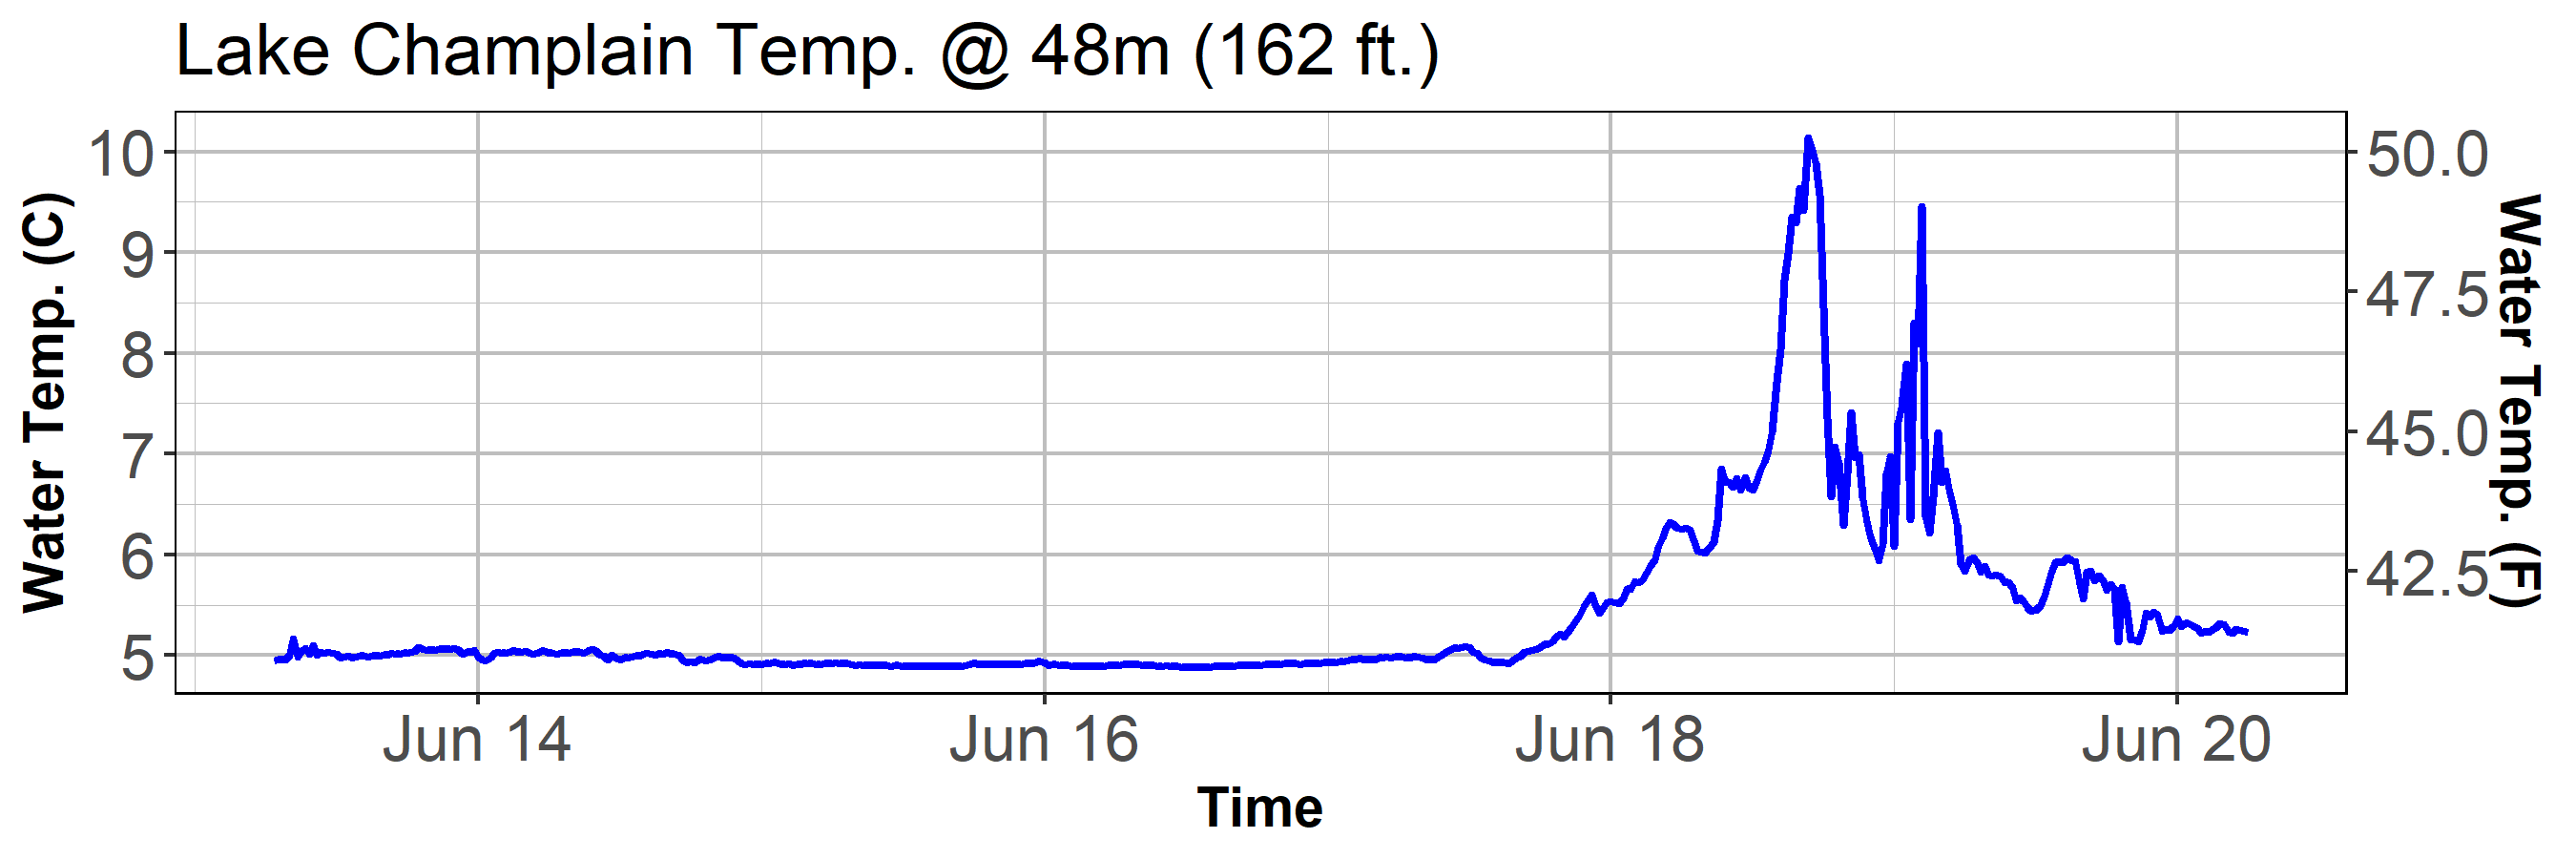 Lake Champlain Temp. @ 48m (162 ft.)
Water Temp. (C)
10
9
8
7
6
5
50.0
47.5
45.0
42.5
Water Temp. (F)
Jun 14
Jun 16
Jun 18
Jun 20
Time